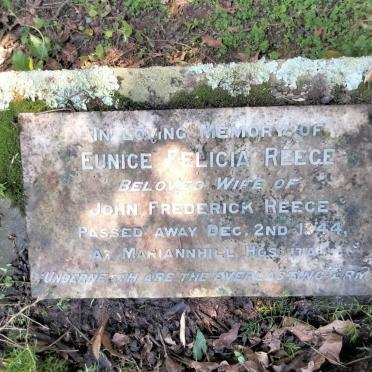 IN LOVING MEMORY OF
EUNICE FELICIA REECE
BELOVED WIFE OF
JOHN FREDERICK REECE
PASSED AWAY DEC. 2ND 1944,
AT MARIANNHILL HOSPITAL
"UNDERNEATH ARE THE EVERLASTING ARMS